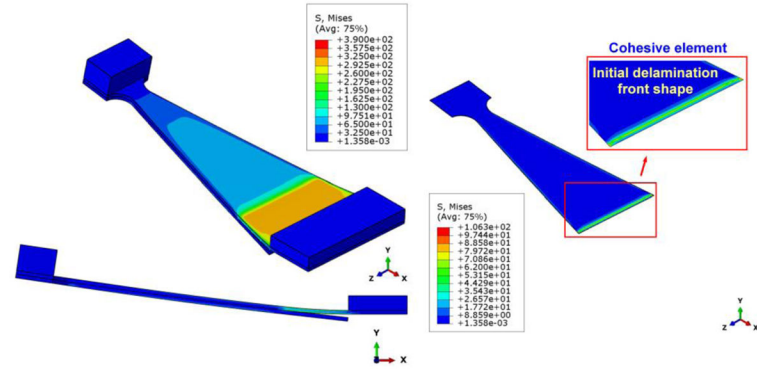 S, Mises
(Avg: 75%)
+3.900e+02
+3.575e+02
+3.250e+02
+2.925e+02
+2.600e+02
+2.275e+02
+1.950e+02
+1.625e+02
+1.300e+02
+9.751e+01
+6.500e+01
+3.250e+01
+1.358e-03
Y
Z
X
Y
Z
X
Cohesive element
Initial delamination
front shape
S, Mises
(Avg: 75%)
+1.063e+02
+9.744e+01
+8.858e+01
+7.972e+01
+7.086e+01
+6.200e+01
+5.315e+01
+4.429e+01
+3.543e+01
+2.657e+01
+1.772e+01
+8.859e+00
+1.358e-03
Y
Z
X